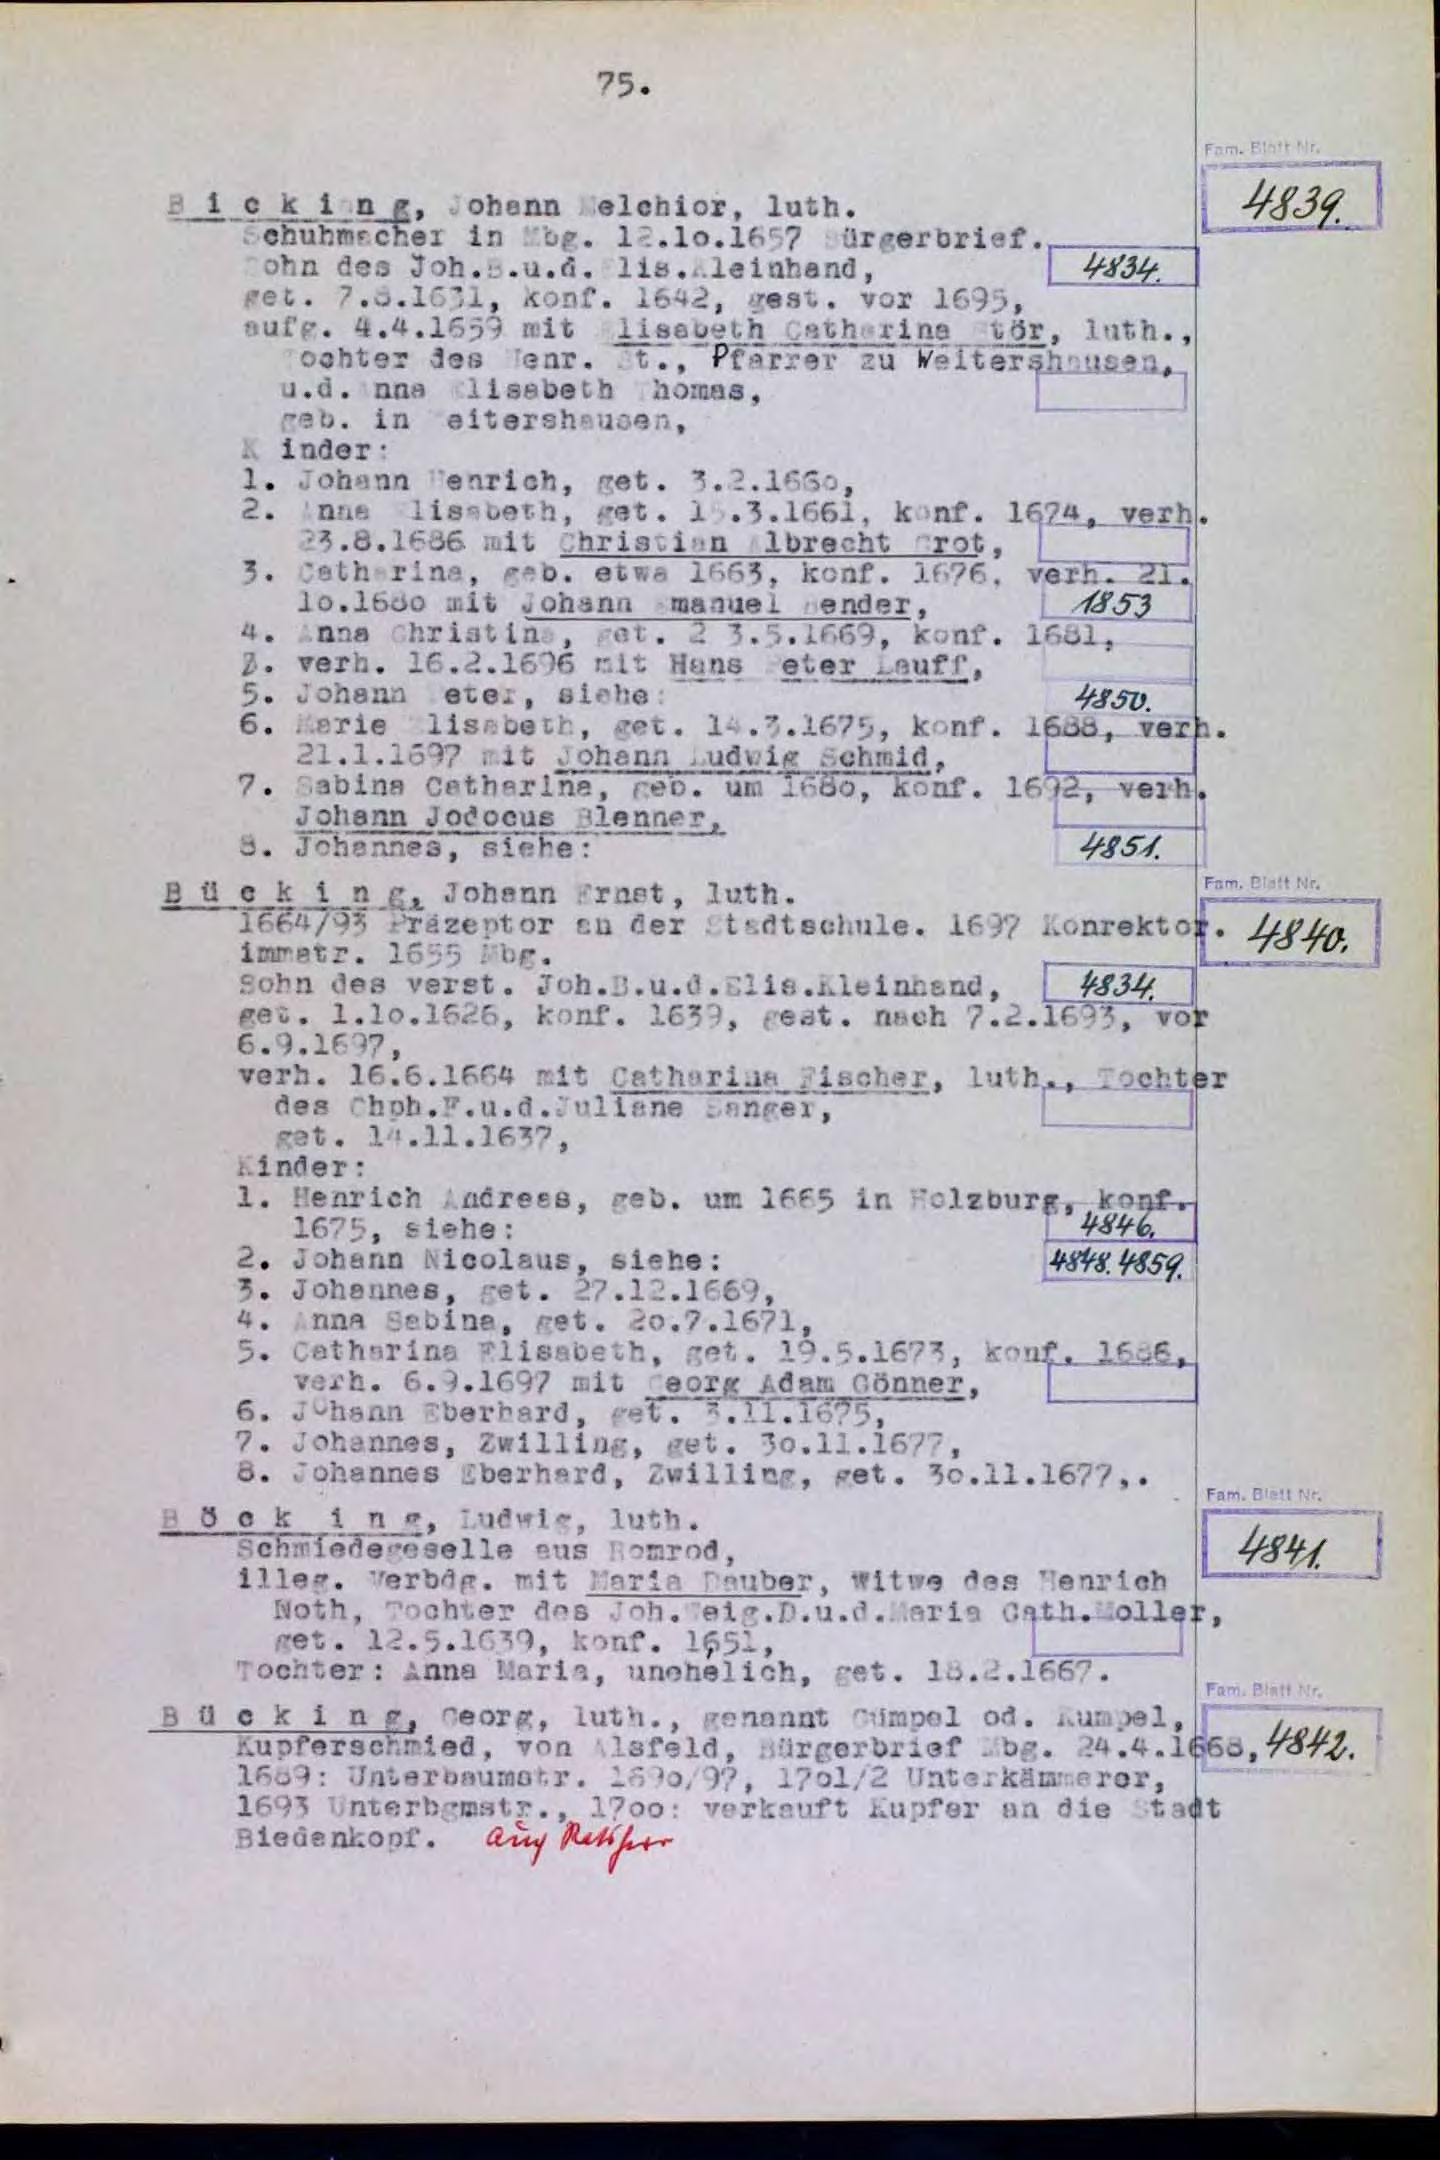 75.
Fam. Blatt Nr.
4839.
B i c k i n g, Johann Melchior, luth.
Schuhmacher in Mbg. 12.1o.1657 Bürgerbrief.
Sohn des Joh.B.u.d. Elis.Kleinhand, 4834.
get. 7.8.1631, konf. 1642, gest. vor 1695,
aufg. 4.4.1659 mit Elisabeth Catharina Stör, luth.,
Tochter des Henr. St., Pfarrer zu Weitershausen,
u.d. Anna Elisabeth Thomas,
geb. in Weitershausen,
K inder:
1. Johann Henrich, get. 3.2.166o,
2. Anna Elisabeth, get. 15.3.1661, konf. 1674, verh.
23.8.1686 mit Christian Albrecht Grot,
3. Catharina, geb. etwa 1663, konf. 1676, verh. 21.
1o.168o mit Johann Emanuel Bender, 1853
4. Anna Christina, get. 2 3.5.1669, konf. 1681,
verh. 16.2.1696 mit Hans Peter Lauff,
5. Johann Peter, siehe: 4850.
6. Marie Elisabeth, get. 14.3.1675, konf. 1688, verh.
21.1.1697 mit Johann Ludwig Schmid,
7. Sabina Catharina, geb. um 168o, konf. 1692, verh.
Johann Jodocus Blenner,
8. Johannes, siehe: 4851.
Fam. Blatt Nr.
4840.
B ü c k i n g, Johann Ernst, luth.
1664/93 Präzeptor an der Stadtschule. 1697 Konrektor.
immatr. 1655 Mbg.
Sohn des verst. Joh.B.u.d.Elis.Kleinhand, 4834.
get. 1.1o.1626, konf. 1639, gest. nach 7.2.1693, vor
6.9.1697,
verh. 16.6.1664 mit Catharina Fischer, luth., Tochter
des Chph.F.u.d.Juliane Sanger,
get. 14.11.1637,
Kinder:
1. Henrich Andreas, geb. um 1665 in Holzburg, konf.
1675, siehe: 4846.
2. Johann Nicolaus, siehe: 4848. 4859.
3. Johannes, get. 27.12.1669,
4. Anna Sabina, get. 2o.7.1671,
5. Catharina Elisabeth, get. 19.5.1673, konf. 1686,
verh. 6.9.1697 mit Georg Adam Gönner,
6. Johann Eberhard, get. 3.11.1675,
7. Johannes, Zwilling, get. 3o.11.1677,
8. Johannes Eberhard, Zwilling, get. 3o.11.1677,.
Fam. Blatt Nr.
4841.
B ö c k i n g, Ludwig, luth.
Schmiedegeselle aus Romrod,
illeg. Verbdg. mit Maria Dauber, Witwe des Henrich
Noth, Tochter des Joh.Weig.D.u.d.Maria Cath.Moller,
get. 12.5.1639, konf. 1651,
Tochter: Anna Maria, unehelich, get. 18.2.1667.
Fam. Blatt Nr.
4842.
B ü c k i n g, Georg, luth., genannt Gümpel od. Kumpel,
Kupferschmied, von Alsfeld, Bürgerbrief Mbg. 24.4.1668,
1689: Unterbaumstr. 169o/97, 17o1/2 Unterkämmerer,
1693 Unterbgmstr., 17oo: verkauft Kupfer an die Stadt
Biedenkopf.